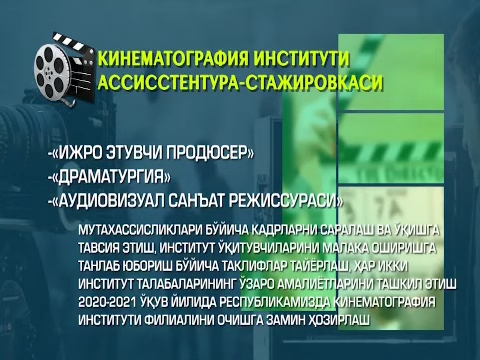 КИНЕМАТОГРАФИЯ ИНСТИТУТИ
АССИССТЕНТУРА-СТАЖИРОВКАСИ
-«ИЖРО ЭТУВЧИ ПРОДЮСЕР»
-«ДРАМАТУРГИЯ»
-«АУДИОВИЗУАЛ САНЪАТ РЕЖИССУРАСИ»
МУТАХАССИСЛИКЛАРИ БЎЙИЧА КАДРЛАРНИ САРАЛАШ ВА ЎҚИШГА
ТАВСИЯ ЭТИШ, ИНСТИТУТ ЎҚИТУВЧИЛАРИНИ МАЛАКА ОШИРИШГА
ТАНЛАБ ЮБОРИШ БЎЙИЧА ТАКЛИФЛАР ТАЙЁРЛАШ, ҲАР ИККИ
ИНСТИТУТ ТАЛАБАЛАРИНИНГ ЎЗАРО АМАЛИЁТЛАРИНИ ТАШКИЛ ЭТИШ
2020-2021 ЎҚУВ ЙИЛИДА РЕСПУБЛИКАМИЗДА КИНЕМАТОГРАФИЯ
ИНСТИТУТИ ФИЛИАЛИНИ ОЧИШГА ЗАМИН ҲОЗИРЛАШ